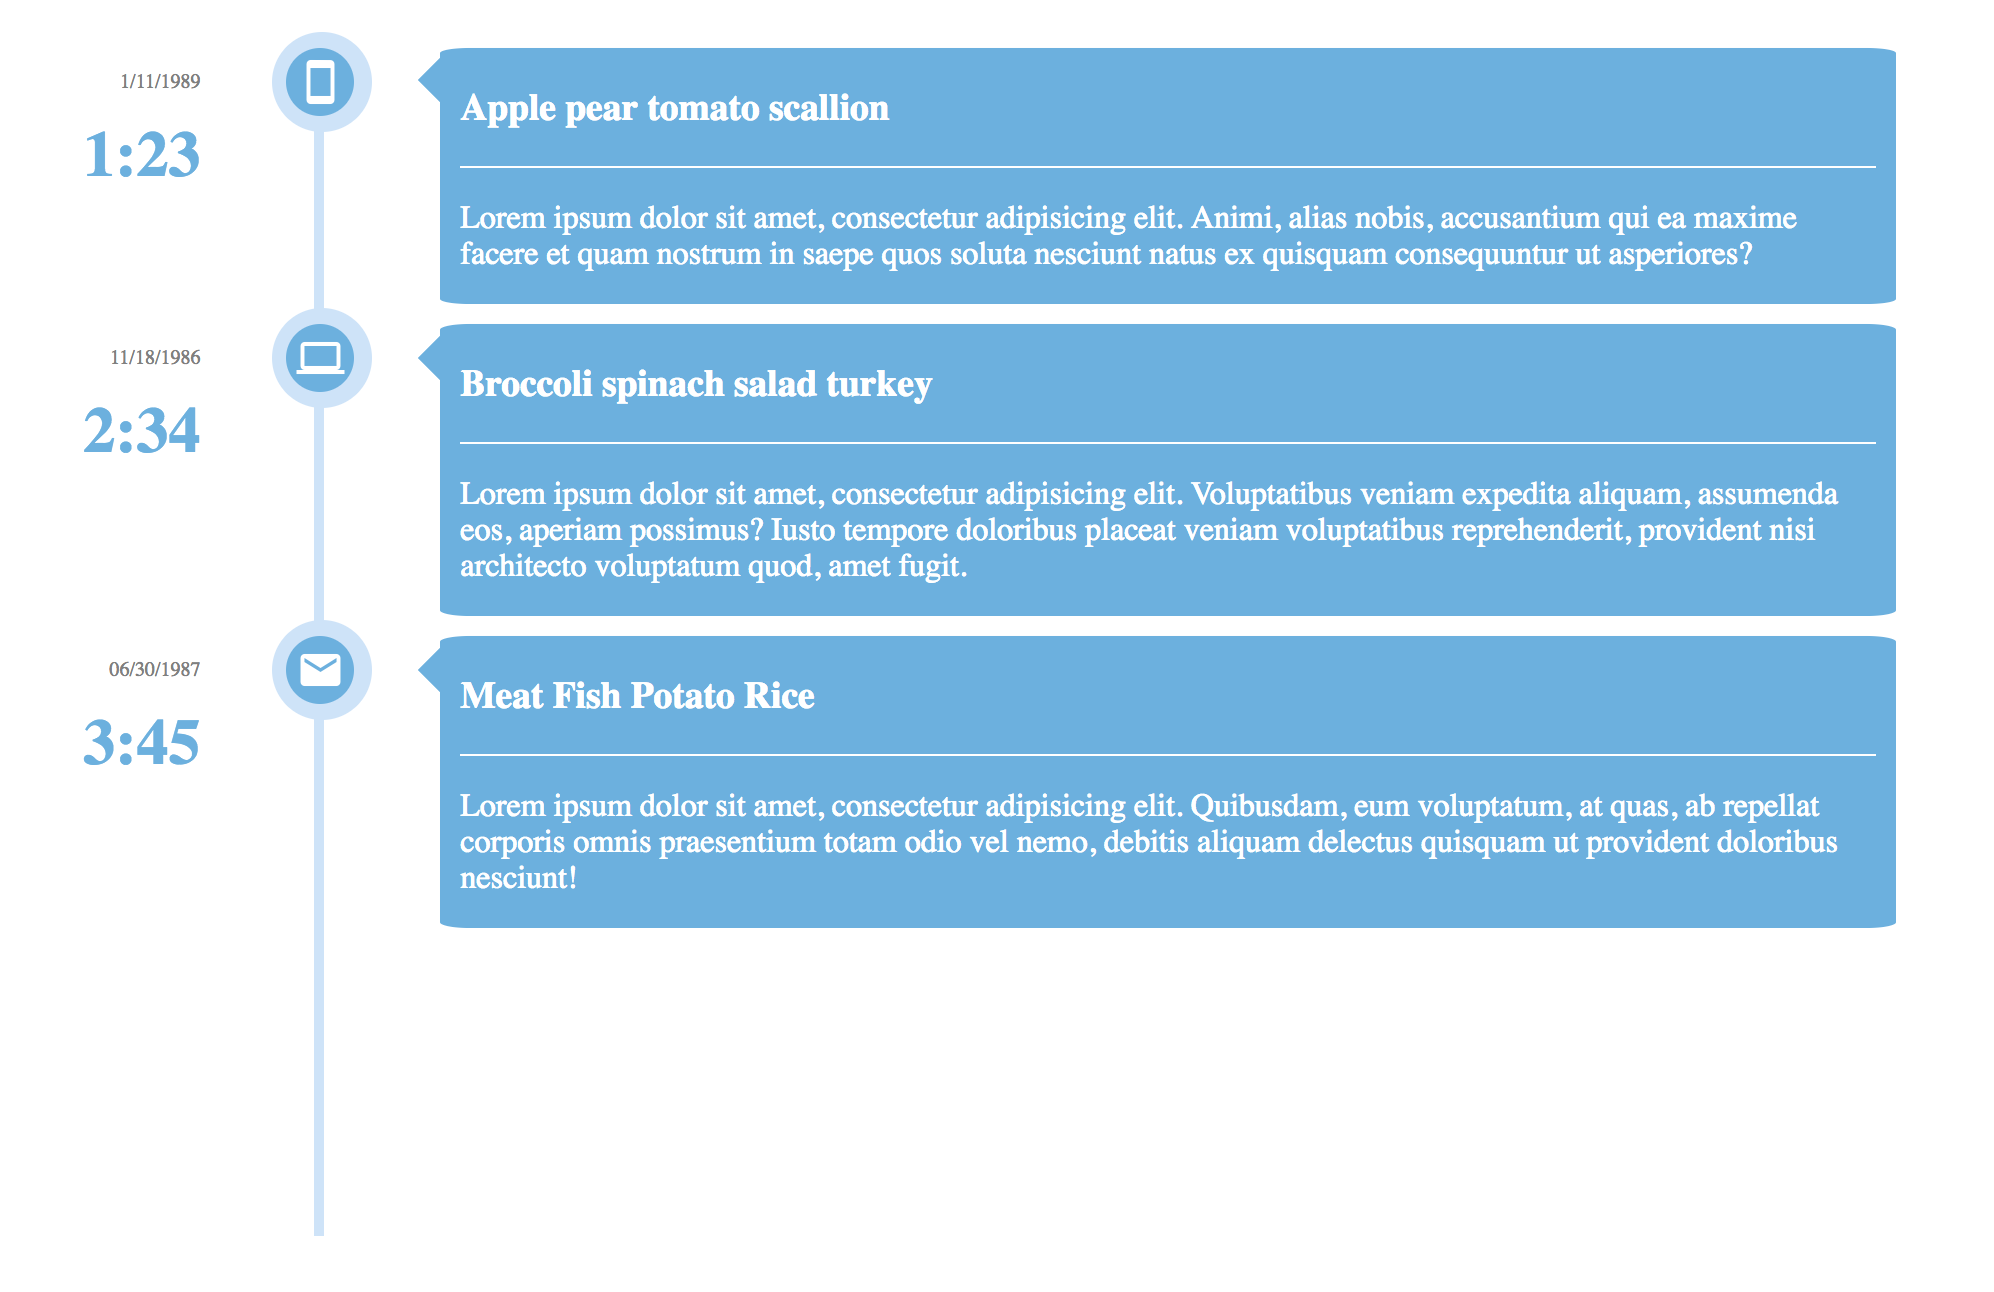 1/11/1989
1:23
Apple pear tomato scallion
Lorem ipsum dolor sit amet, consectetur adipisicing elit. Animi, alias nobis, accusantium qui ea maxime
facere et quam nostrum in saepe quos soluta nesciunt natus ex quisquam consequuntur ut asperiores?
11/18/1986
2:34
Broccoli spinach salad turkey
Lorem ipsum dolor sit amet, consectetur adipisicing elit. Voluptatibus veniam expedita aliquam, assumenda
eos, aperiam possimus? Iusto tempore doloribus placeat veniam voluptatibus reprehenderit, provident nisi
architecto voluptatum quod, amet fugit.
06/30/1987
3:45
Meat Fish Potato Rice
Lorem ipsum dolor sit amet, consectetur adipisicing elit. Quibusdam, eum voluptatum, at quas, ab repellat
corporis omnis praesentium totam odio vel nemo, debitis aliquam delectus quisquam ut provident doloribus
nesciunt!